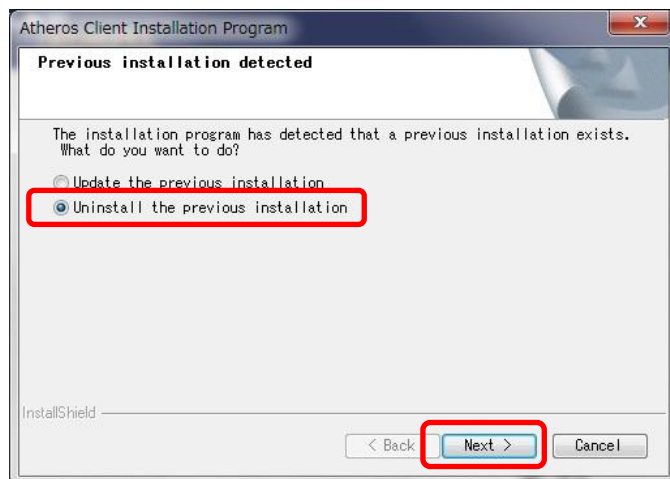 Atheros Client Installation Program
Previous installation detected
The installation program has detected that a previous installation exists.
What do you want to do?
Update the previous installation
Uninstall the previous installation
InstallShield
< Back
Next >
Cancel